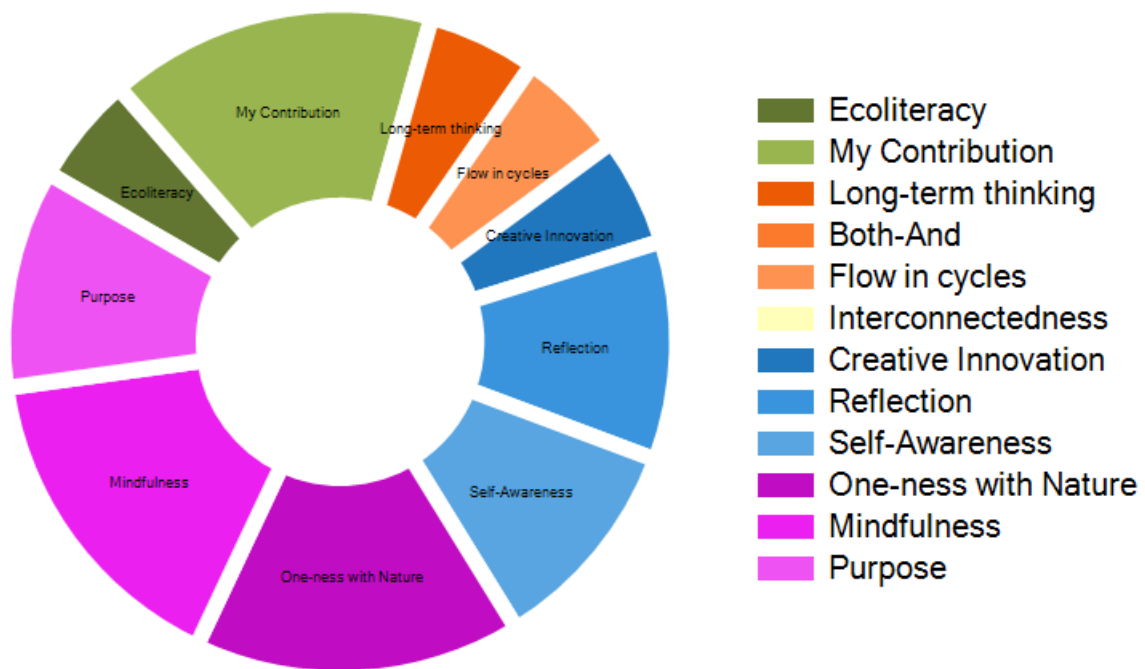 My Contribution
Long-term thinking
Flow in cycles
Ecoliteracy
Creative Innovation
Purpose
Reflection
Mindfulness
Self-Awareness
One-ness with Nature
Ecoliteracy
My Contribution
Long-term thinking
Both-And
Flow in cycles
Interconnectedness
Creative Innovation
Reflection
Self-Awareness
One-ness with Nature
Mindfulness
Purpose